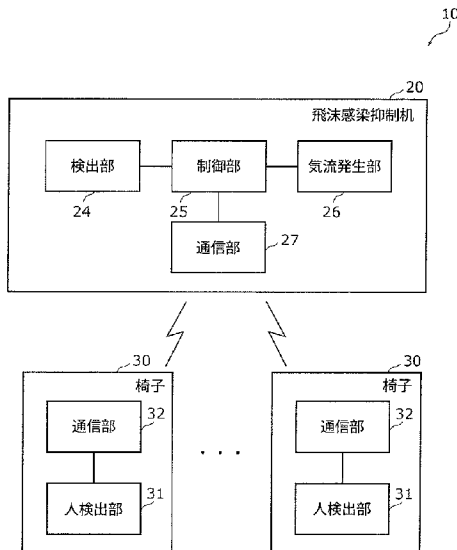 10
20
飛沫感染抑制机
検出部
制御部
気流発生部
24
25
26
通信部
27
30
椅子
通信部
32
人検出部
31
. . .
30
椅子
通信部
32
人検出部
31